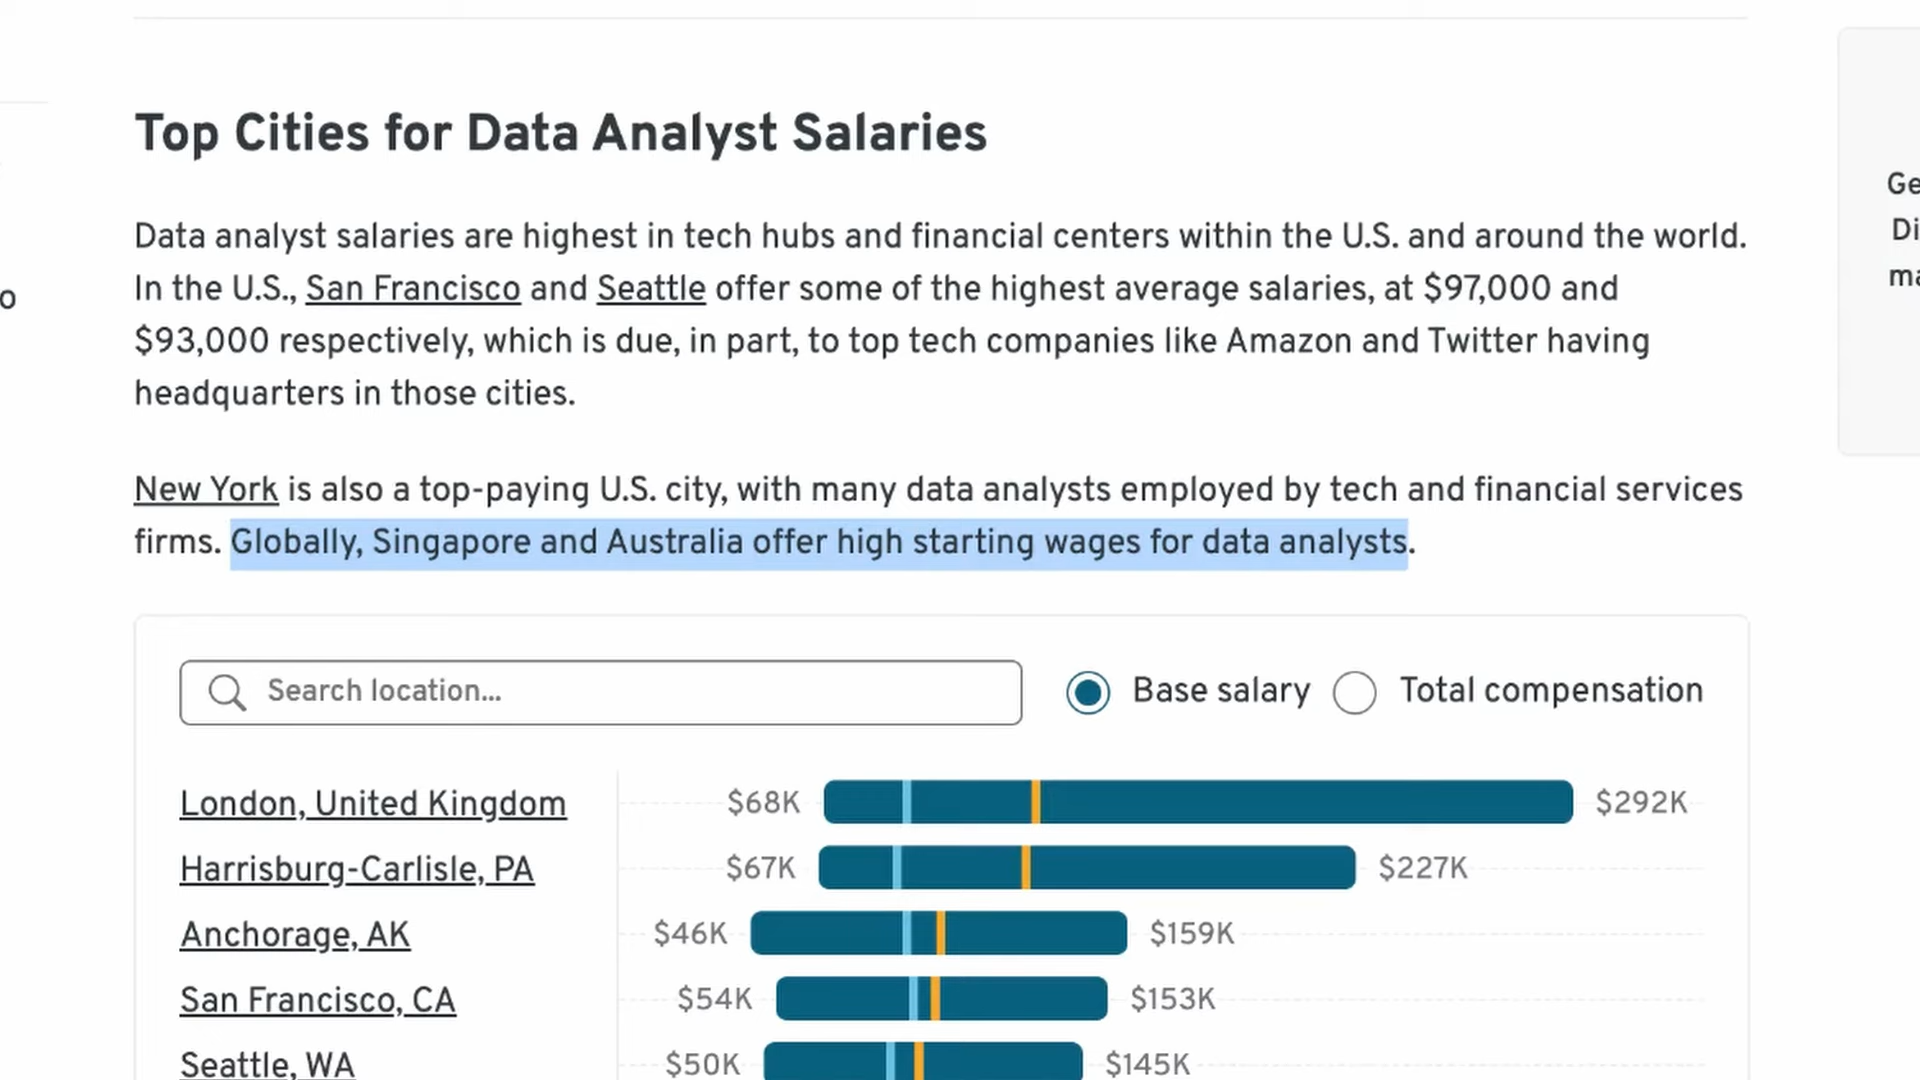 Top Cities for Data Analyst Salaries
Data analyst salaries are highest in tech hubs and financial centers within the U.S. and around the world.
In the U.S., San Francisco and Seattle offer some of the highest average salaries, at $97,000 and
$93,000 respectively, which is due, in part, to top tech companies like Amazon and Twitter having
headquarters in those cities.
New York is also a top-paying U.S. city, with many data analysts employed by tech and financial services
firms. Globally, Singapore and Australia offer high starting wages for data analysts.
Search location...
Base salary
Total compensation
London, United Kingdom $68K $292K
Harrisburg-Carlisle, PA $67K $227K
Anchorage, AK $46K $159K
San Francisco, CA $54K $153K
Seattle, WA $50K $145K